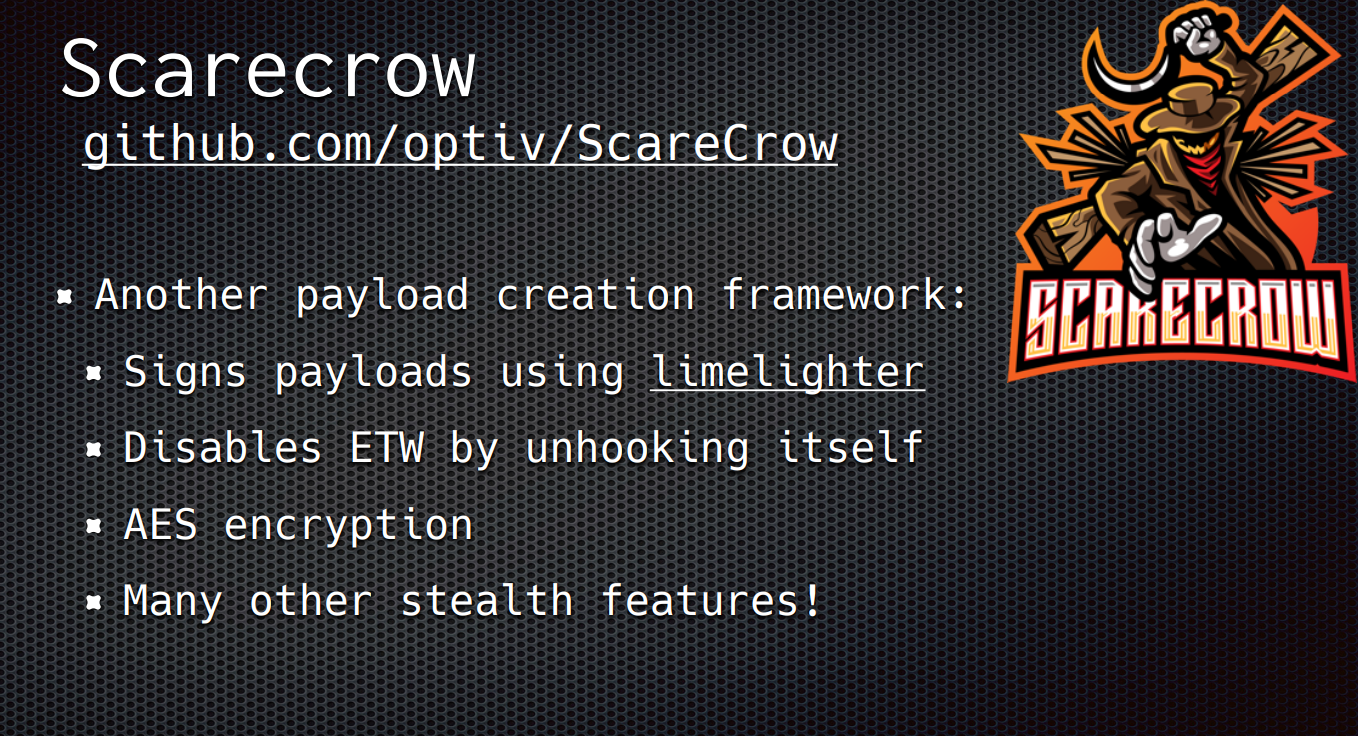 Scarecrow
github.com/optiv/ScareCrow
SCARECROW
Another payload creation framework:
Signs payloads using limelighter
Disables ETW by unhooking itself
AES encryption
Many other stealth features!